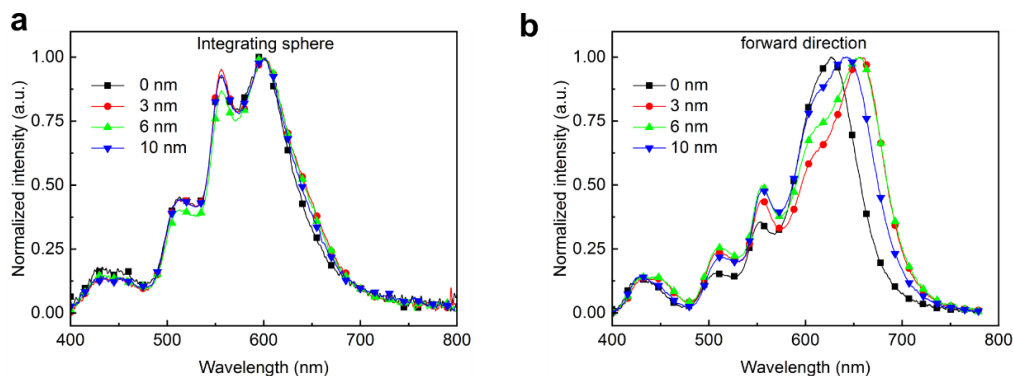 a
Integrating sphere
0 nm
3 nm
6 nm
10 nm
Normalized intensity (a.u.)
1.00
0.75
0.50
0.25
0.00
400 500 600 700 800
Wavelength (nm)
b
forward direction
0 nm
3 nm
6 nm
10 nm
Normalized intensity (a.u.)
1.00
0.75
0.50
0.25
0.00
400 500 600 700 800
Wavelength (nm)